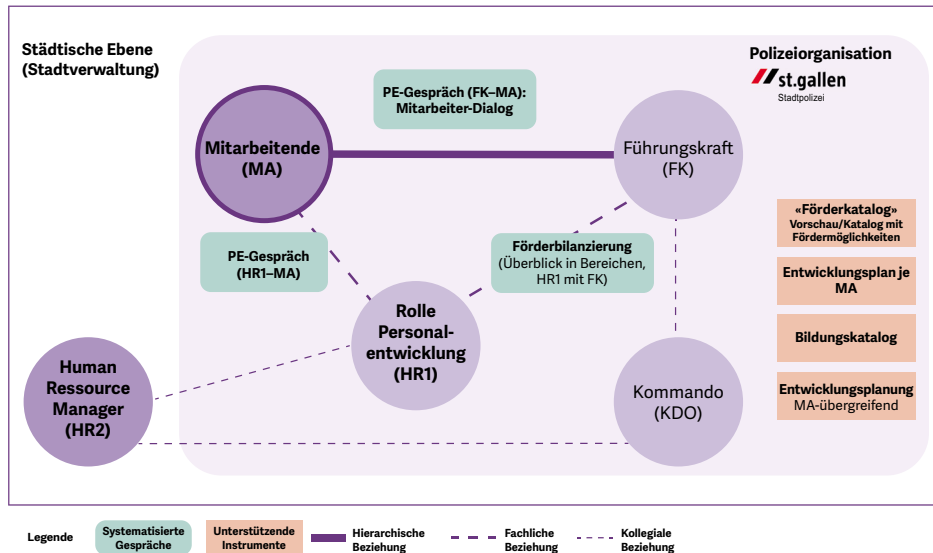 Städtische Ebene
(Stadtverwaltung)
Polizeiorganisation
st.gallen
Stadtpolizei
PE-Gespräch (FK–MA):
Mitarbeiter-Dialog
Mitarbeitende
(MA)
Führungskraft
(FK)
PE-Gespräch
(HR1–MA)
Förderbilanzierung
(Überblick in Bereichen,
HR1 mit FK)
«Förderkatalog»
Vorschau/Katalog mit
Fördermöglichkeiten
Entwicklungsplan je
MA
Bildungskatalog
Entwicklungsplanung
MA-übergreifend
Rolle
Personal-
entwicklung
(HR1)
Human
Ressource
Manager
(HR2)
Kommando
(KDO)
Legende
Systematisierte
Gespräche
Unterstützende
Instrumente
Hierarchische
Beziehung
Fachliche
Beziehung
Kollegiale
Beziehung